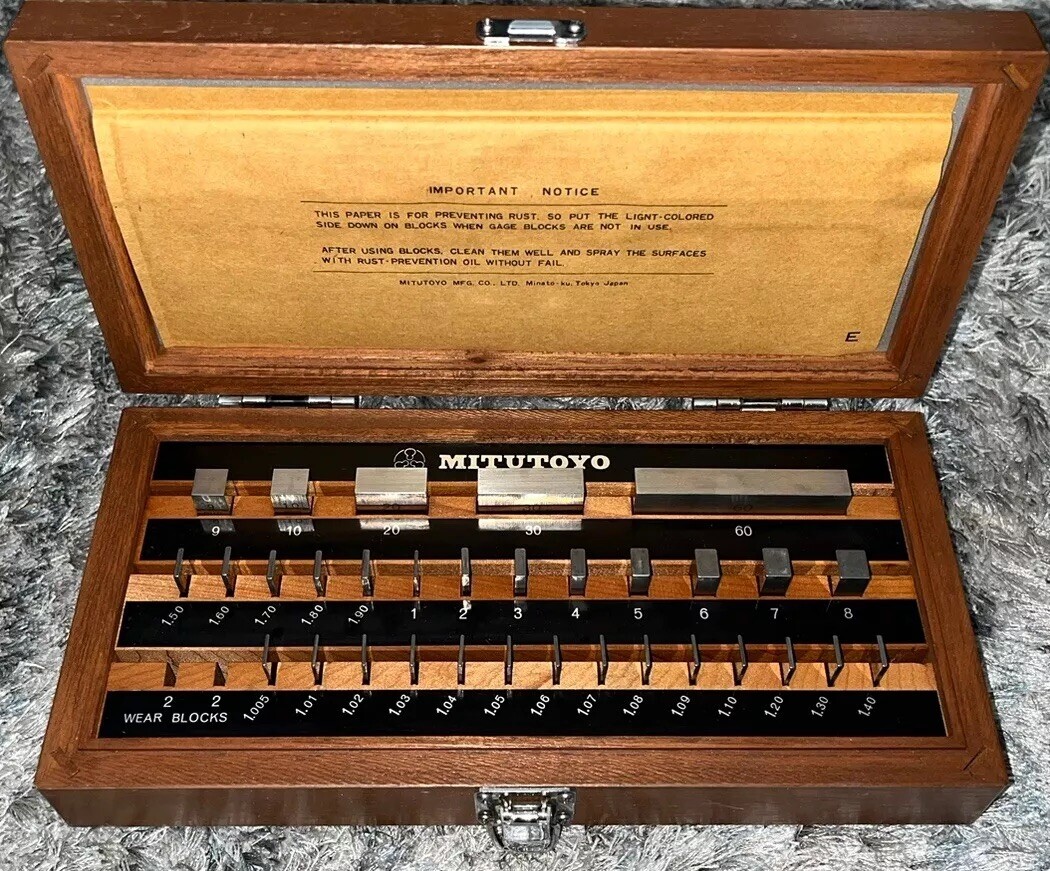 IMPORTANT NOTICE
THIS PAPER IS FOR PREVENTING RUST. SO PUT THE LIGNT-COLORED
SIDE DOWN ON BLOCKS WHEN GAGE BLOCKS ARE NOT IN USE.
AFTER USING BLOCKS, CLEAN THEM WELL AND SPRAY THE SURFACES
WITH RUST-PREVENTION OIL WITHOUT FAIL.
MITUTOYO MFG. CO., LTD. Minato-ku, Tokyo Japan
E
MITUTOYO
9 10 20 30 60
1.50 1.60 1.70 1.80 1.90 1 2 3 4 5 6 7 8
2 2 1.005 1.01 1.02 1.03 1.04 1.05 1.06 1.07 1.08 1.09 1.10 1.20 1.30 1.40
WEAR BLOCKS